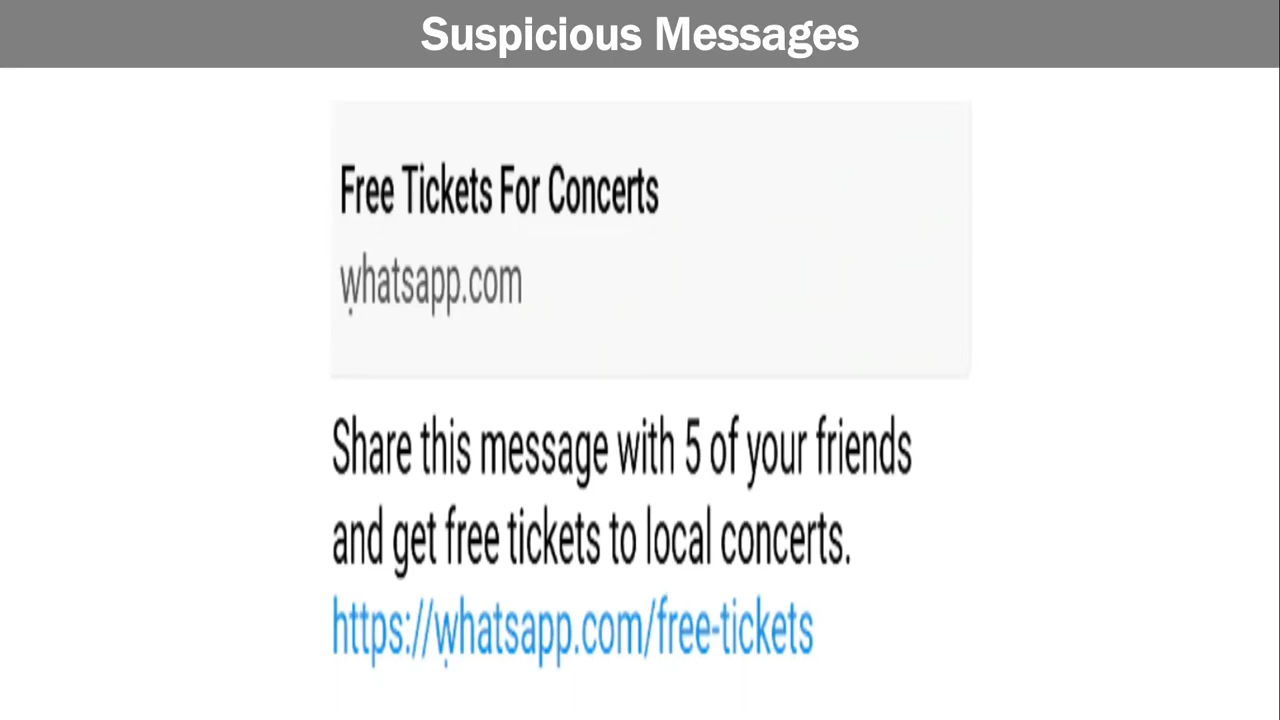 Suspicious Messages
Free Tickets For Concerts
ẉhatsapp.com
Share this message with 5 of your friends
and get free tickets to local concerts.
https://ẉhatsapp.com/free-tickets